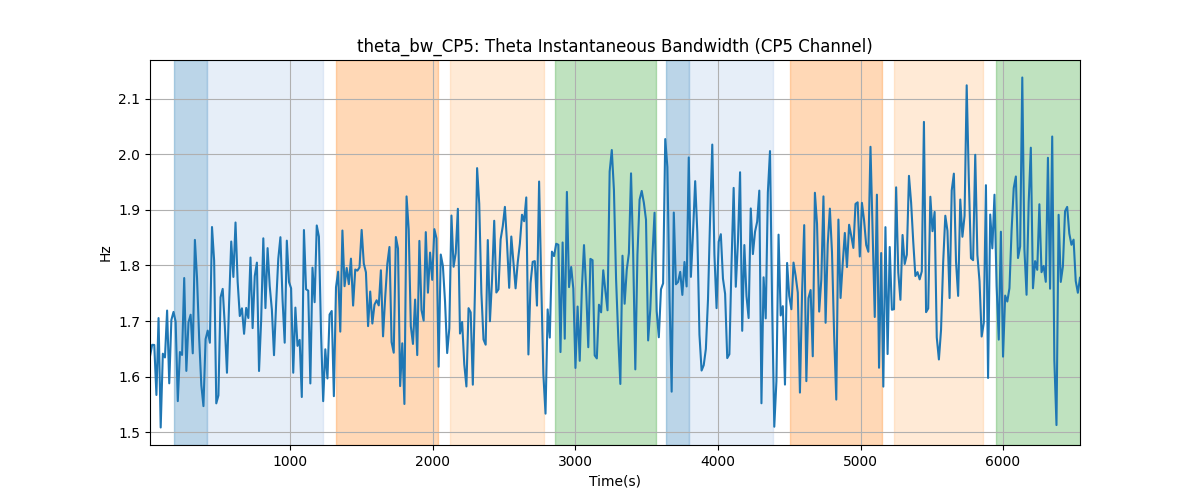 theta_bw_CP5: Theta Instantaneous Bandwidth (CP5 Channel)
2.1
2.0
1.9
1.8
1.7
1.6
1.5
Hz
1000 2000 3000 4000 5000 6000
Time(s)